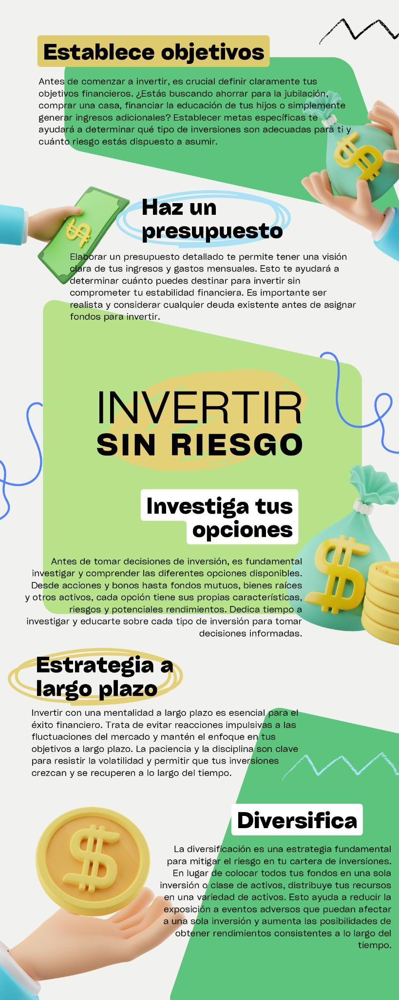 Establece objetivos
Antes de comenzar a invertir, es crucial definir claramente tus
objetivos financieros. ¿Estás buscando ahorrar para la jubilación,
comprar una casa, financiar la educación de tus hijos o simplemente
generar ingresos adicionales? Establecer metas específicas te
ayudará a determinar qué tipo de inversiones son adecuadas para ti y
cuánto riesgo estás dispuesto a asumir.
Haz un
presupuesto
Elaborar un presupuesto detallado te permite tener una visión
clara de tus ingresos y gastos mensuales. Esto te ayudará a
determinar cuánto puedes destinar para invertir sin
comprometer tu estabilidad financiera. Es importante ser
realista y considerar cualquier deuda existente antes de asignar
fondos para invertir.
INVERTIR
SIN RIESGO
Investiga tus
opciones
Antes de tomar decisiones de inversión, es fundamental
investigar y comprender las diferentes opciones disponibles.
Desde acciones y bonos hasta fondos mutuos, bienes raíces
y otros activos, cada opción tiene sus propias características,
riesgos y potenciales rendimientos. Dedica tiempo a
investigar y educarte sobre cada tipo de inversión para tomar
decisiones informadas.
Estrategia a
largo plazo
Invertir con una mentalidad a largo plazo es esencial para el
éxito financiero. Trata de evitar reacciones impulsivas a las
fluctuaciones del mercado y mantén el enfoque en tus
objetivos a largo plazo. La paciencia y la disciplina son clave
para resistir la volatilidad y permitir que tus inversiones
crezcan y se recuperen a lo largo del tiempo.
Diversifica
La diversificación es una estrategia fundamental
para mitigar el riesgo en tu cartera de inversiones.
En lugar de colocar todos tus fondos en una sola
inversión o clase de activos, distribuye tus recursos
en una variedad de activos. Esto ayuda a reducir la
exposición a eventos adversos que puedan afectar
a una sola inversión y aumenta las posibilidades de
obtener rendimientos consistentes a lo largo del
tiempo.